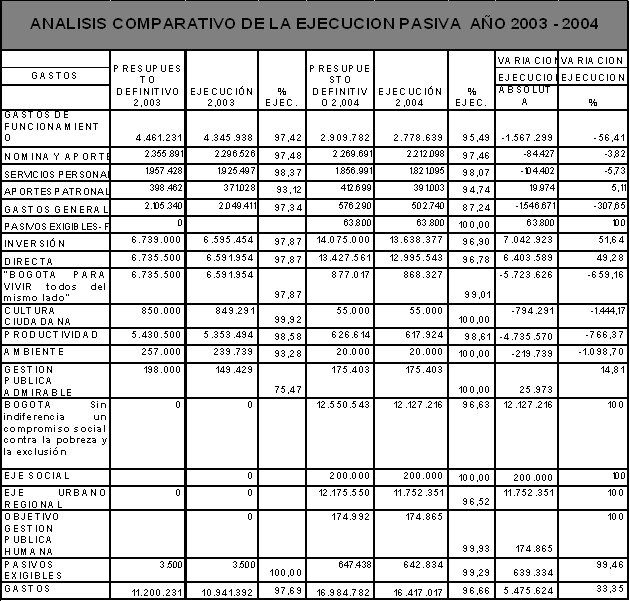 ANALISIS COMPARATIVO DE LA EJECUCION PASIVA AÑO 2003 - 2004
GASTOS PRESUPUESTO DEFINITIVO 2,003 EJECUCIÓN 2,003 % EJEC. PRESUPUESTO DEFINITIVO 2,004 EJECUCIÓN 2,004 % EJEC. VARIACION EJECUCION ABSOLUTA VARIACION EJECUCION %
GASTOS DE FUNCIONAMIENTO 4.461.231 4.345.938 97,42 2.909.782 2.778.639 95,49 -1.567.299 -56,41
NOMINA Y APORTE 2.355.891 2.296.526 97,48 2.269.691 2.212.098 97,46 -84.427 -3,82
SERVICIOS PERSONA 1.957.428 1.925.497 98,37 1.856.991 1.821.095 98,07 -104.402 -5,73
APORTES PATRONAL 398.462 371.028 93,12 412.699 391.003 94,74 19.974 5,11
GASTOS GENERAL 2.105.340 2.049.411 97,34 576.290 502.740 87,24 -1.546.671 -307,65
PASIVOS EXIGIBLES- F 0 63.800 63.800 100,00 63.800 100
INVERSIÓN 6.739.000 6.595.454 97,87 14.075.000 13.638.377 96,90 7.042.923 51,64
DIRECTA 6.735.500 6.591.954 97,87 13.427.561 12.995.543 96,78 6.403.589 49,28
"BOGOTA PARA VIVIR todos del mismo lado" 6.735.500 6.591.954 97,87 877.017 868.327 99,01 -5.723.626 -659,16
CULTURA CIUDADANA 850.000 849.291 99,92 55.000 55.000 100,00 -794.291 -1.444,17
PRODUCTIVIDAD 5.430.500 5.353.494 98,58 626.614 617.924 98,61 -4.735.570 -766,37
AMBIENTE 257.000 239.739 93,28 20.000 20.000 100,00 -219.739 -1.098,70
GESTION PUBLICA ADMIRABLE 198.000 149.429 75,47 175.403 175.403 100,00 25.973 14,81
BOGOTA Sin indiferencia un compromiso social contra la pobreza y la exclusión 0 0 12.550.543 12.127.216 96,63 12.127.216 100
EJE SOCIAL 0 200.000 200.000 100,00 200.000 100
EJE URBANO REGIONAL 0 0 12.175.550 11.752.351 96,52 11.752.351 100
OBJETIVO GESTION PUBLICA HUMANA 0 174.992 174.865 99,93 174.865 100
PASIVOS EXIGIBLES 3.500 3.500 100,00 647.438 642.834 99,29 639.334 99,46
GASTOS 11.200.231 10.941.392 97,69 16.984.782 16.417.017 96,66 5.475.624 33,35